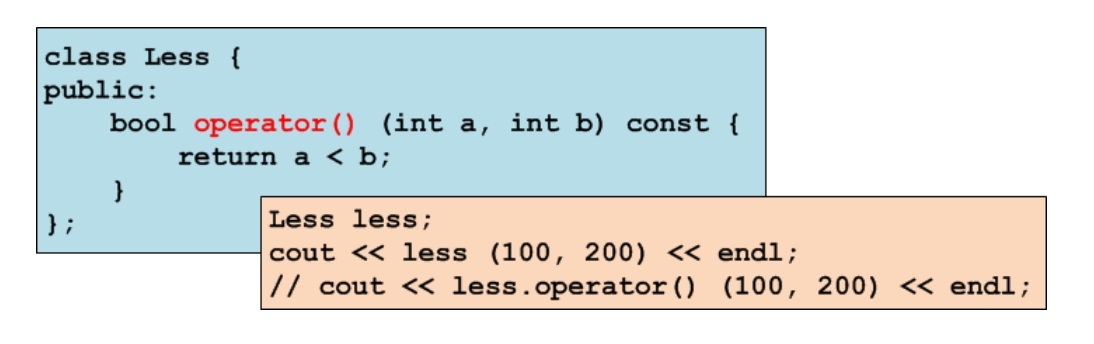 class Less {
public:
    bool operator() (int a, int b) const {
        return a < b;
    }
};
Less less;
cout << less (100, 200) << endl;
// cout << less.operator() (100, 200) << endl;